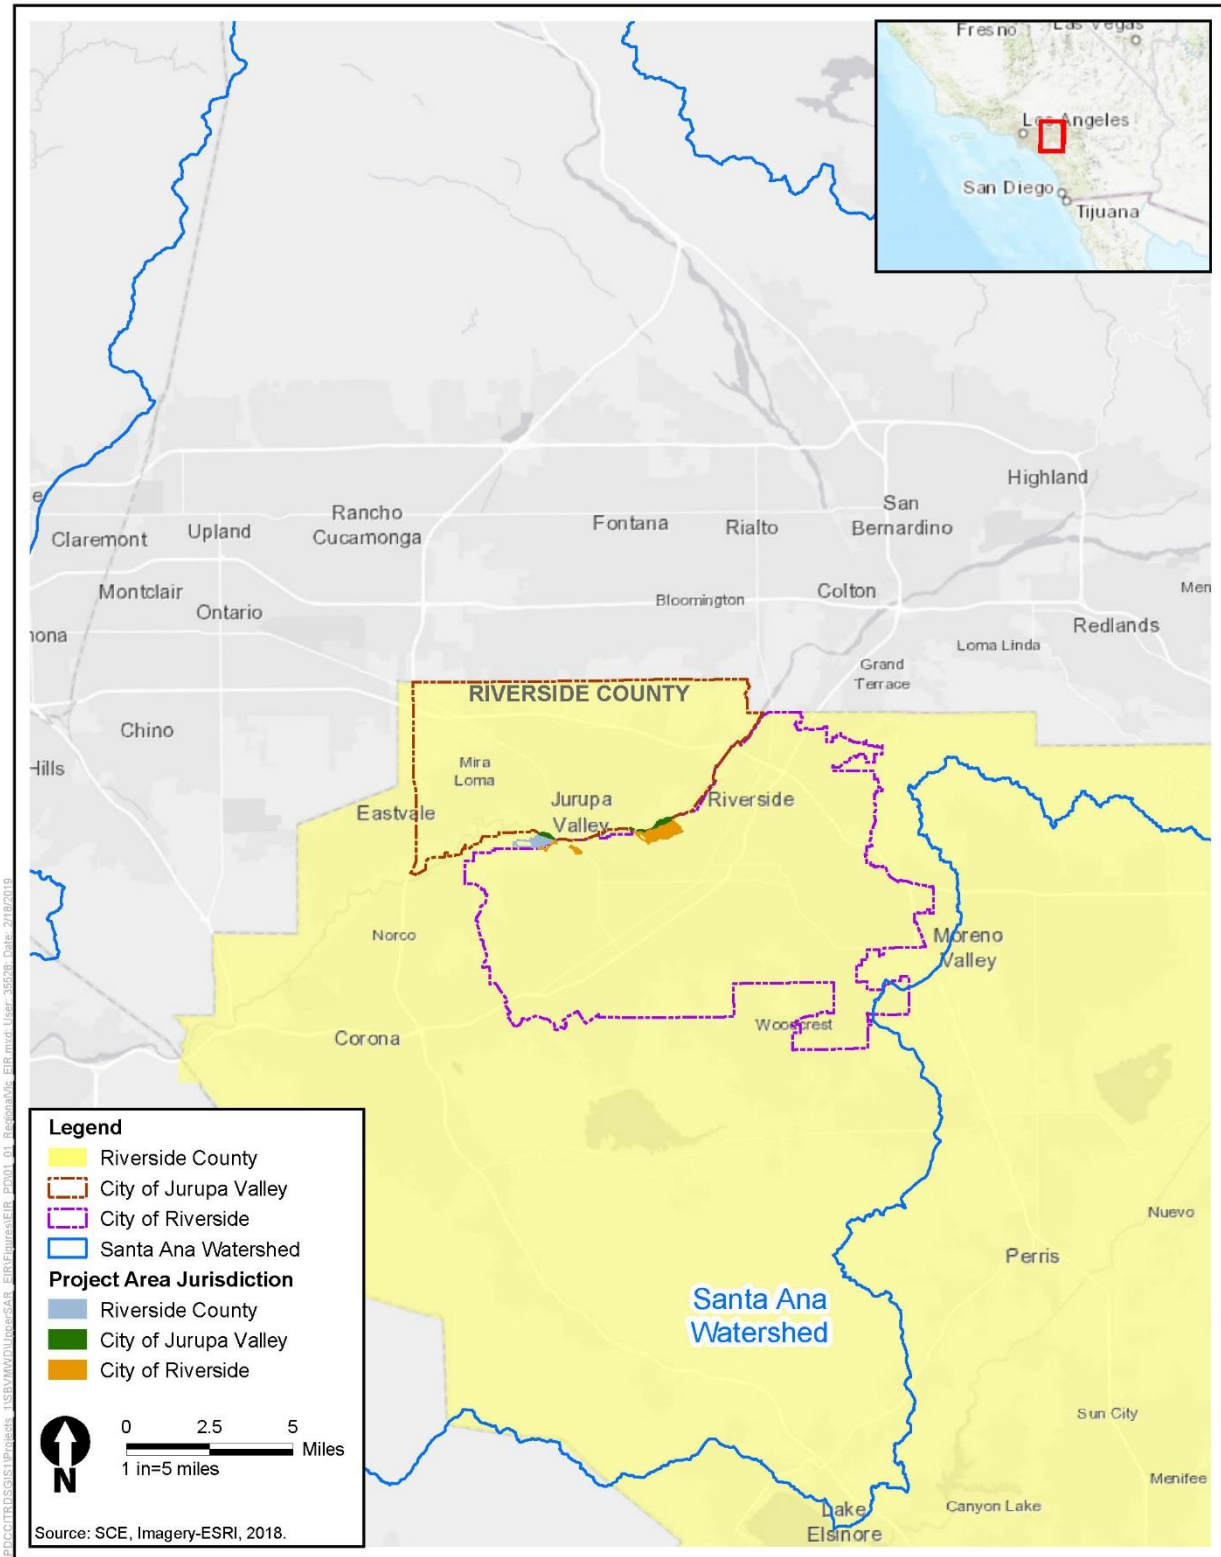 Fresno
Las Vegas
Los Angeles
San Diego
Tijuana
Highland
San
Bernardino
Rancho
Cucamonga
Fontana
Rialto
Claremont
Upland
Montclair
Ontario
Bloomington
Colton
Redlands
Loma Linda
Grand
Terrace
RIVERSIDE COUNTY
Chino
Hills
Mira
Loma
Eastvale
Jurupa
Valley
Riverside
Norco
Moreno
Valley
Corona
Woodcrest
Nuevo
Perris
Santa Ana
Watershed
Sun City
Menifee
Canyon Lake
Lake
Elsinore
Legend
Riverside County
City of Jurupa Valley
City of Riverside
Santa Ana Watershed
Project Area Jurisdiction
Riverside County
City of Jurupa Valley
City of Riverside
0 2.5 5
Miles
1 in=5 miles
N
Source: SCE, Imagery-ESRI, 2018.